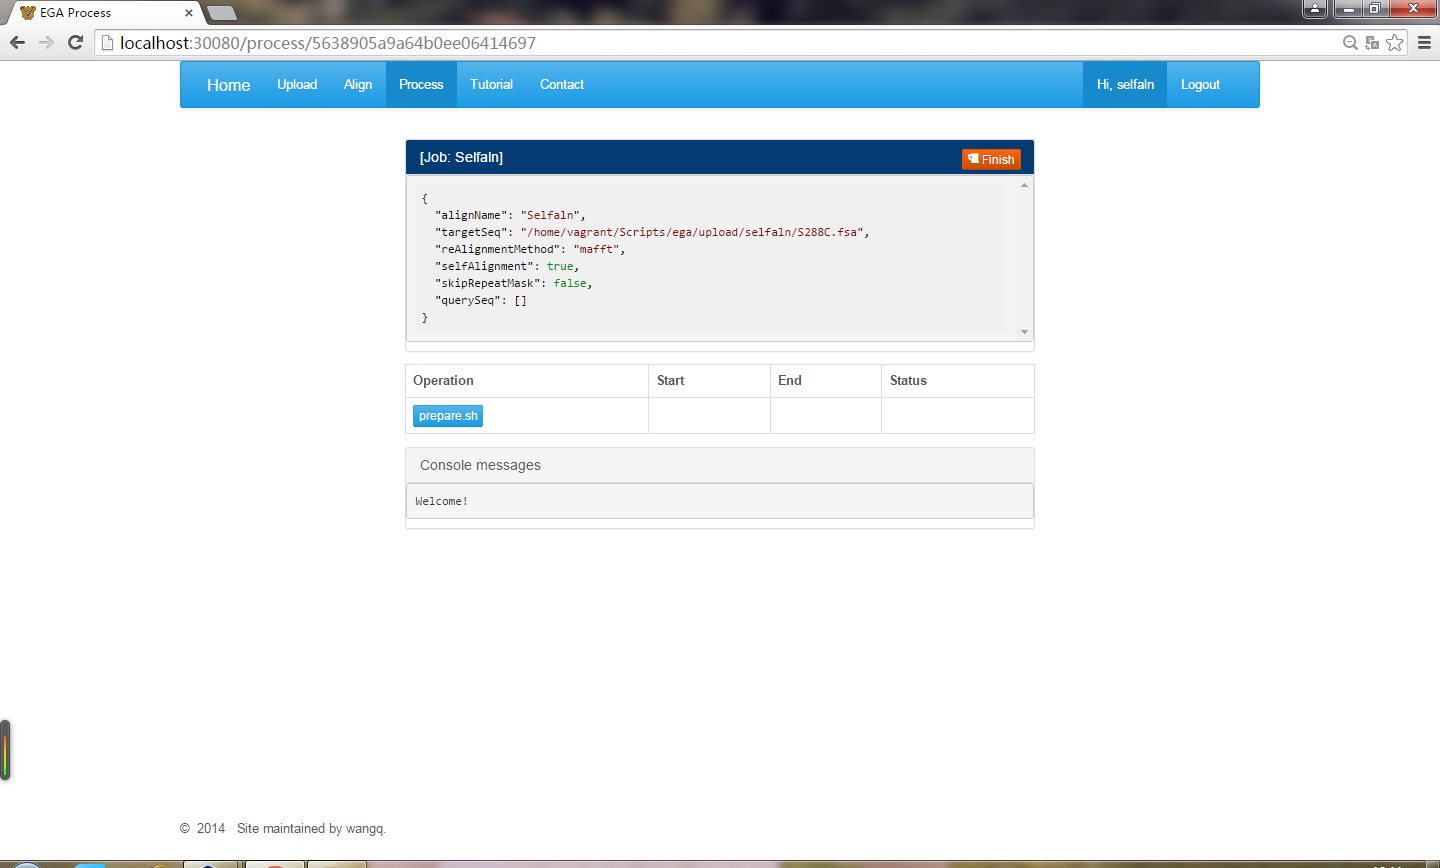 EGA Process
localhost:30080/process/5638905a9a64b0ee06414697
Home Upload Align Process Tutorial Contact Hi, selfaln Logout
[Job: Selfaln] Finish
{
"alignName": "Selfaln",
"targetSeq": "/home/vagrant/Scripts/ega/upload/selfaln/S288C.fsa",
"reAlignmentMethod": "mafft",
"selfAlignment": true,
"skipRepeatMask": false,
"querySeq": []
}
Operation Start End Status
prepare.sh
Console messages
Welcome!
© 2014 Site maintained by wangq.